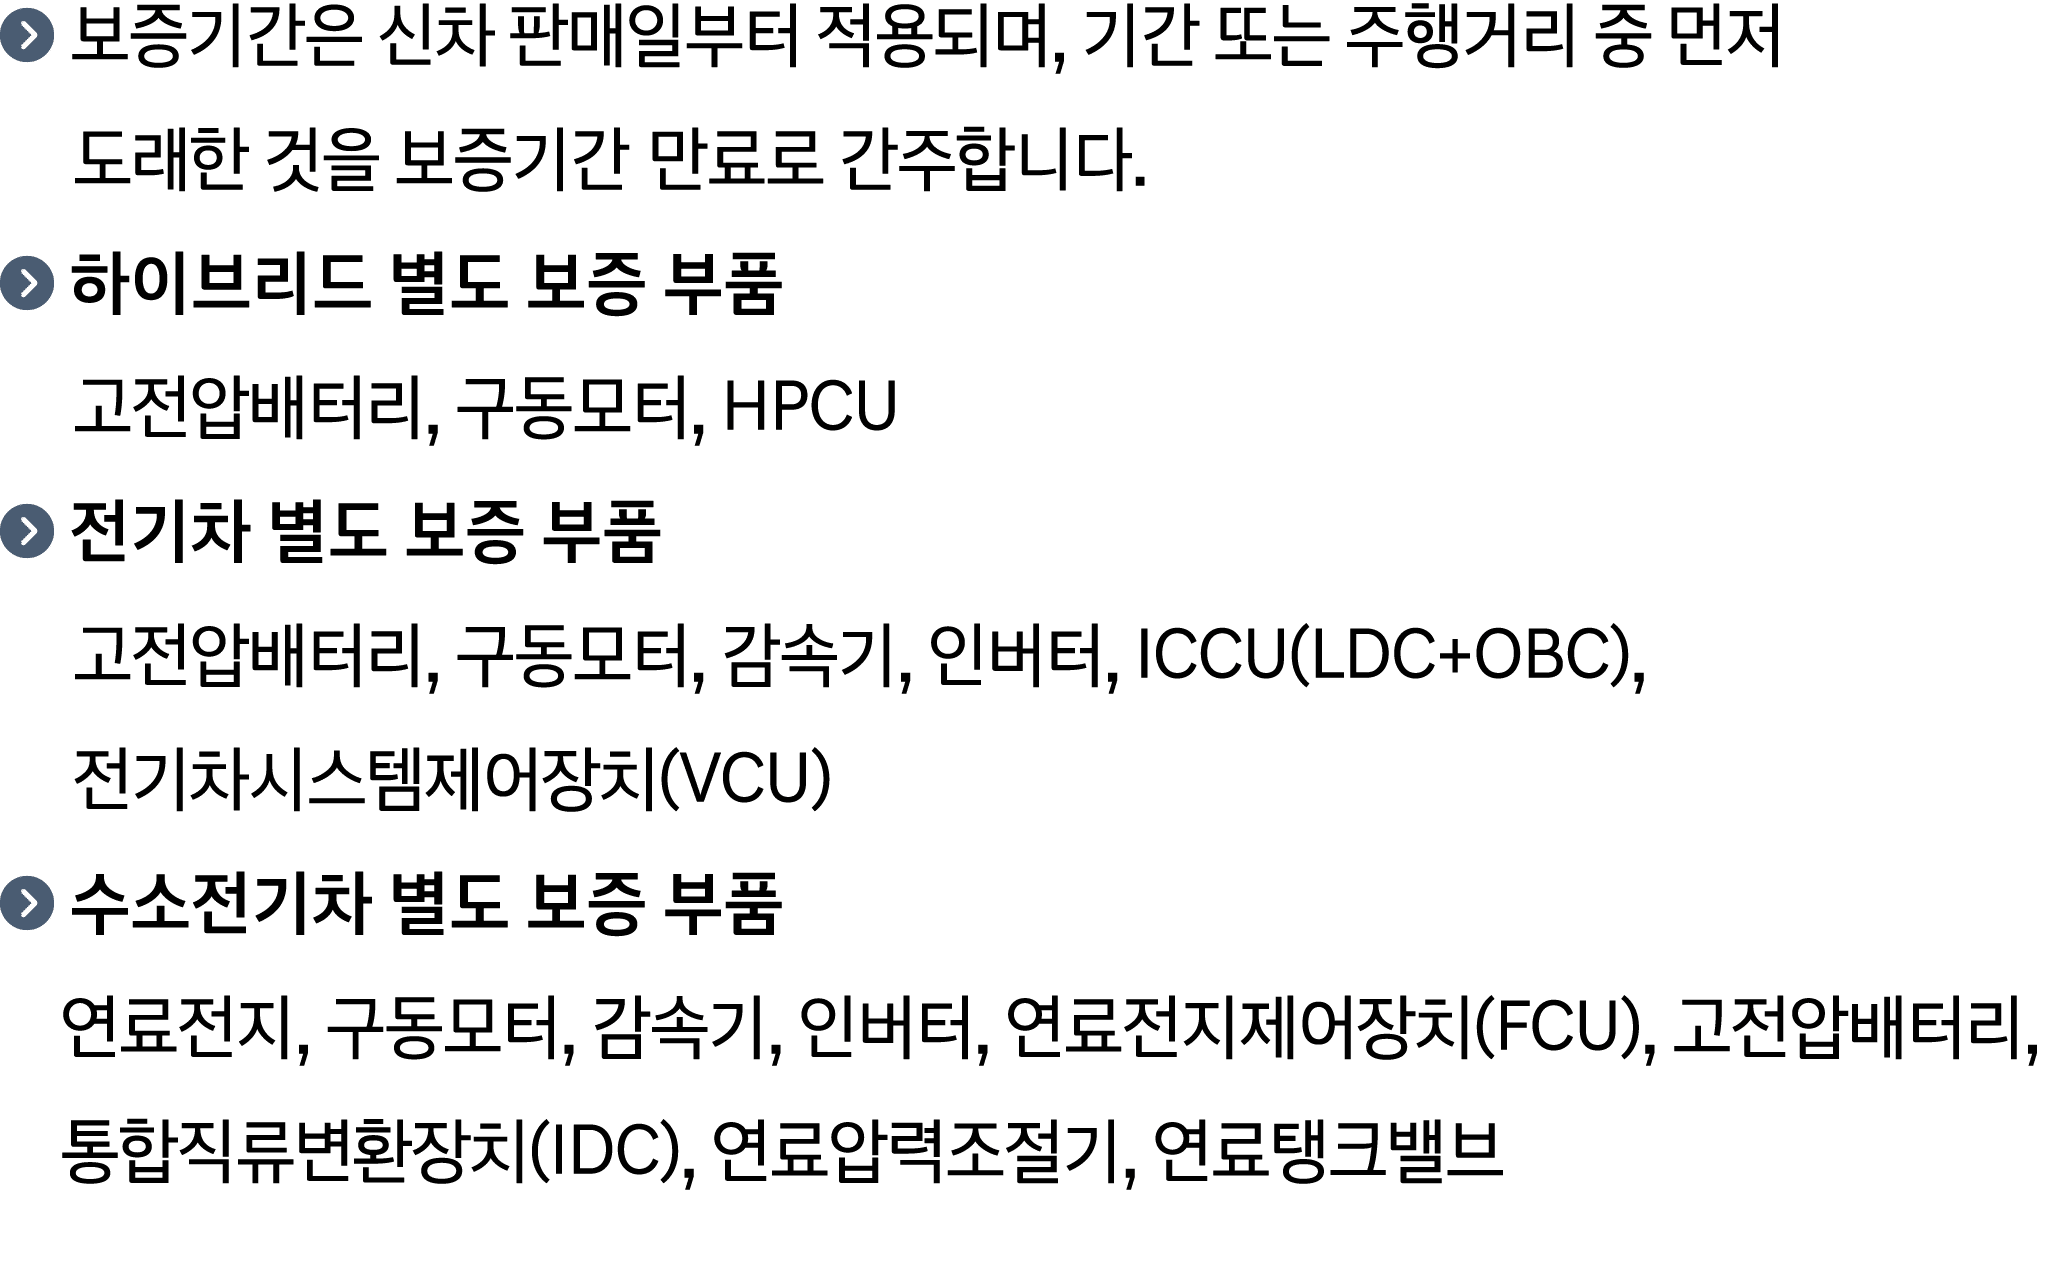 보증기간은 신차 판매일부터 적용되며, 기간 또는 주행거리 중 먼저
도래한 것을 보증기간 만료로 간주합니다.
하이브리드 별도 보증 부품
고전압배터리, 구동모터, HPCU
전기차 별도 보증 부품
고전압배터리, 구동모터, 감속기, 인버터, ICCU(LDC+OBC),
전기차시스템제어장치(VCU)
수소전기차 별도 보증 부품
연료전지, 구동모터, 감속기, 인버터, 연료전지제어장치(FCU), 고전압배터리,
통합직류변환장치(IDC), 연료압력조절기, 연료탱크밸브